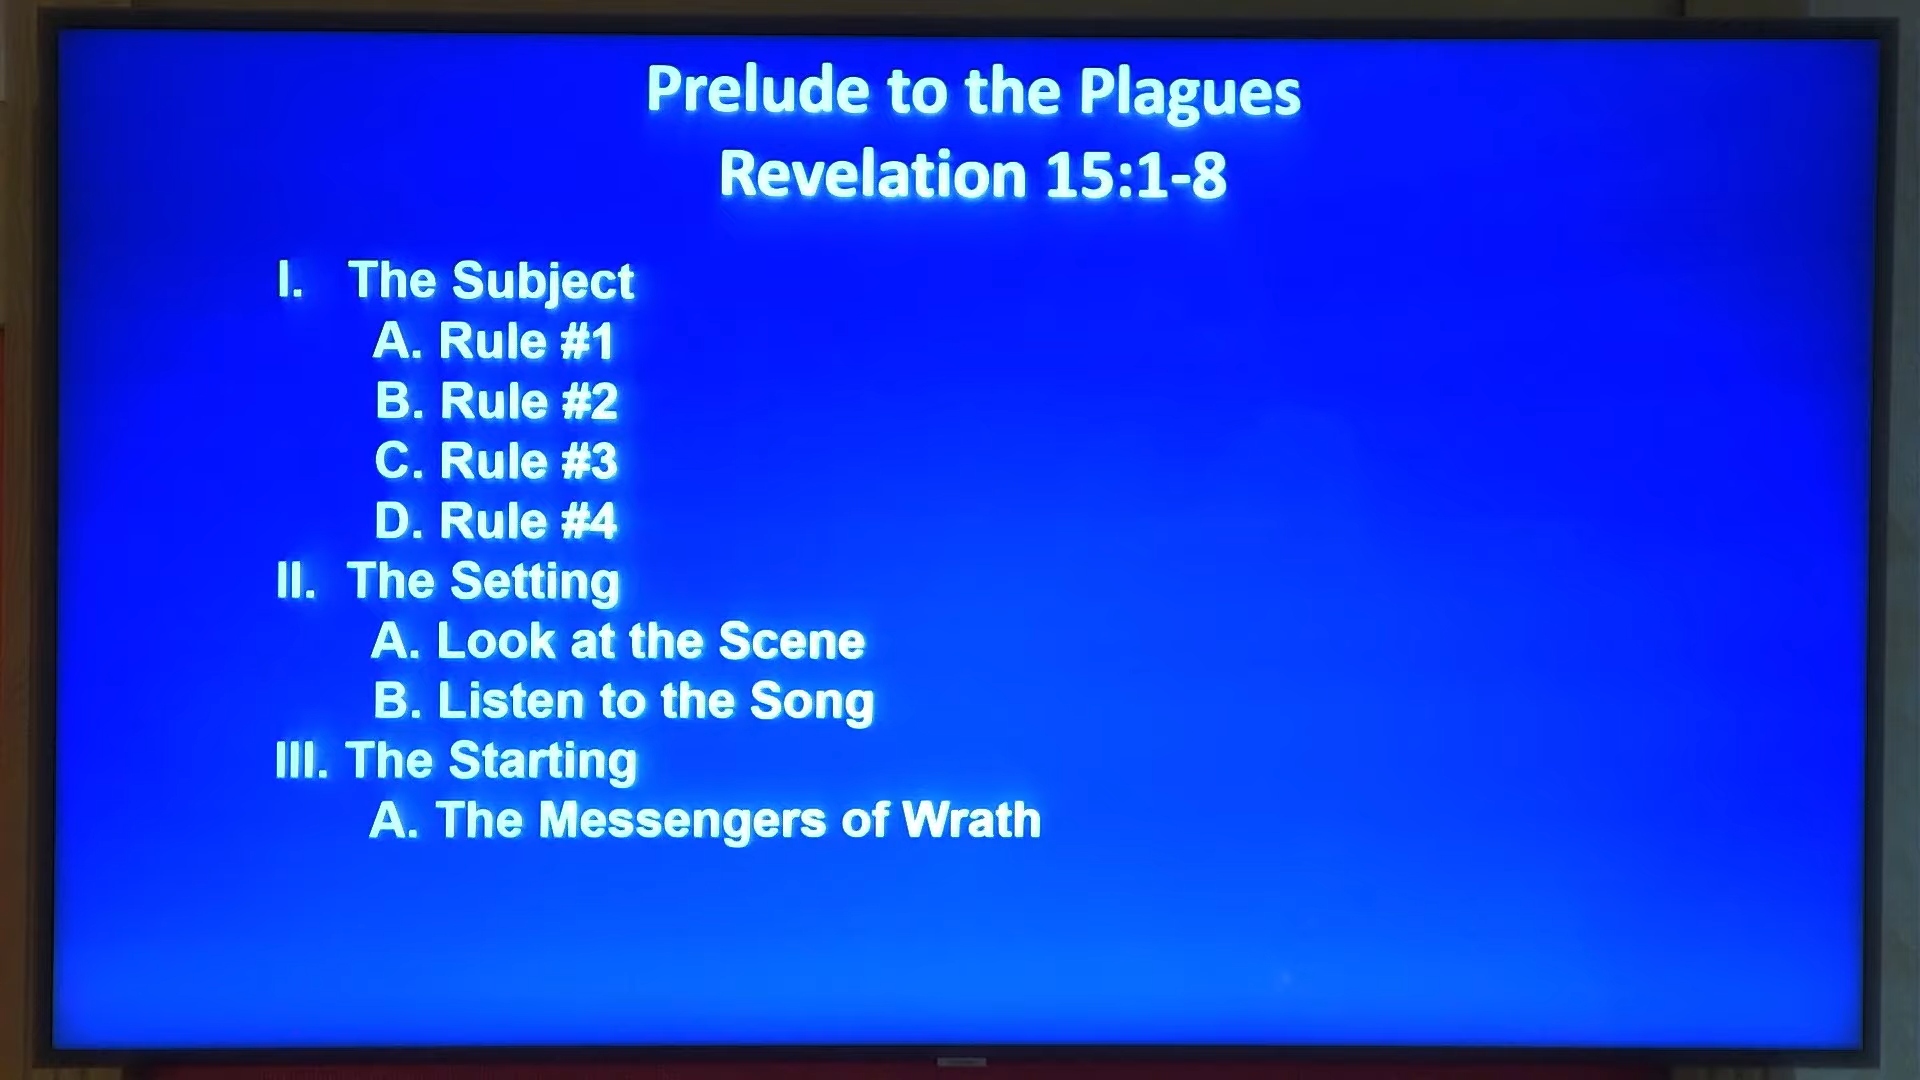 Prelude to the Plagues
Revelation 15:1-8
I. The Subject
A. Rule #1
B. Rule #2
C. Rule #3
D. Rule #4
II. The Setting
A. Look at the Scene
B. Listen to the Song
III. The Starting
A. The Messengers of Wrath